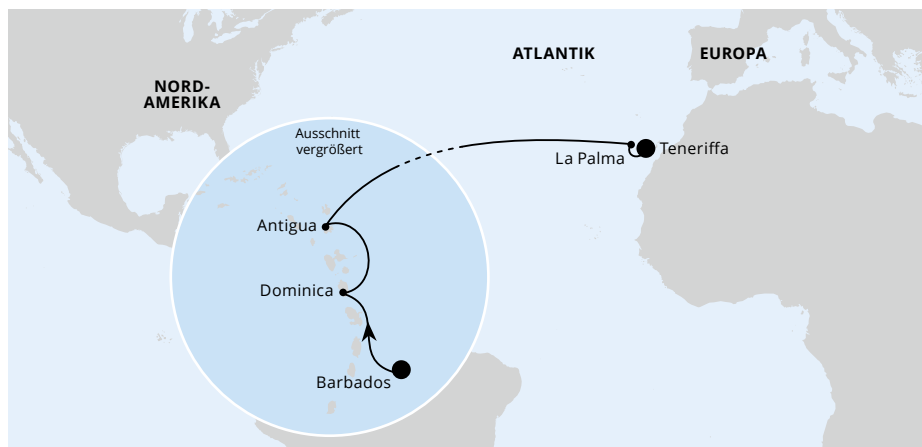 ATLANTIK
EUROPA
NORD-
AMERIKA
Ausschnitt
vergrößert
La Palma
Teneriffa
Antigua
Dominica
Barbados